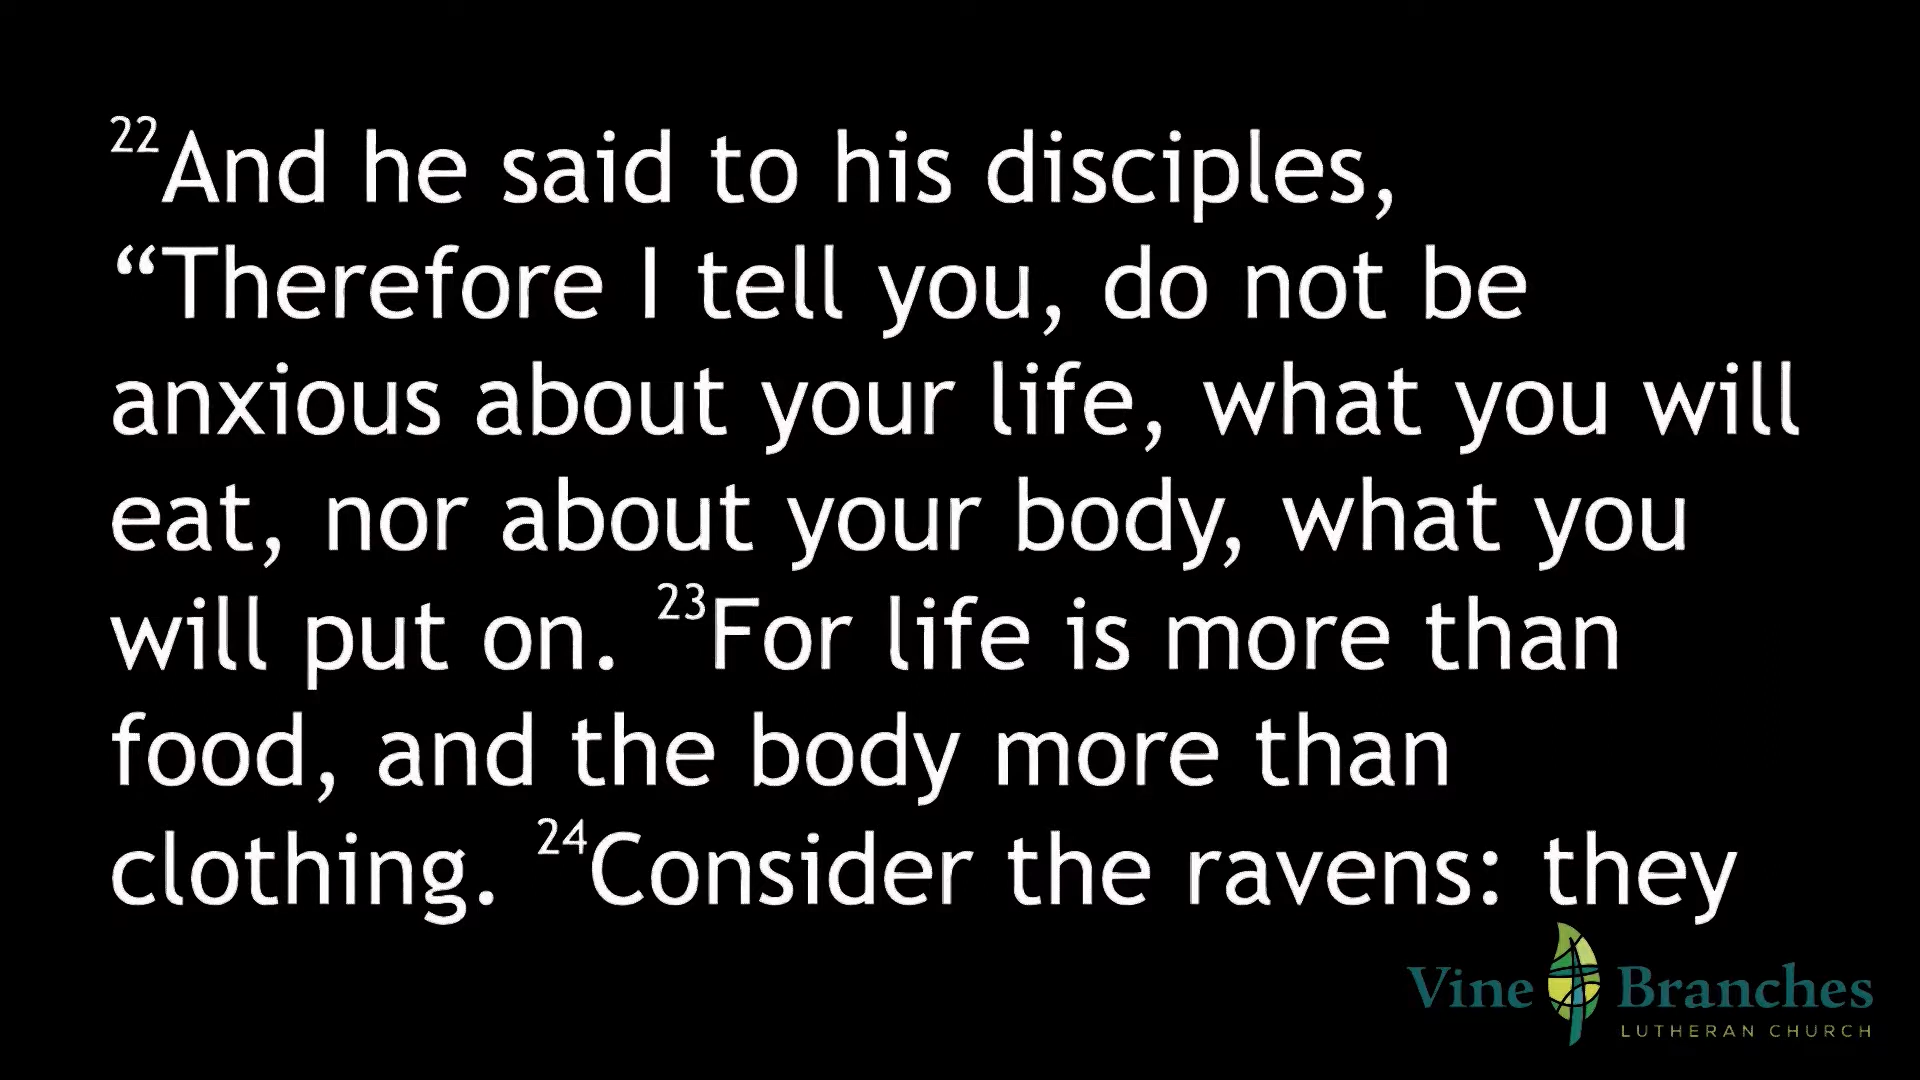 22And he said to his disciples,
“Therefore I tell you, do not be
anxious about your life, what you will
eat, nor about your body, what you
will put on. 23For life is more than
food, and the body more than
clothing. 24Consider the ravens: they
Vine Branches
LUTHERAN CHURCH